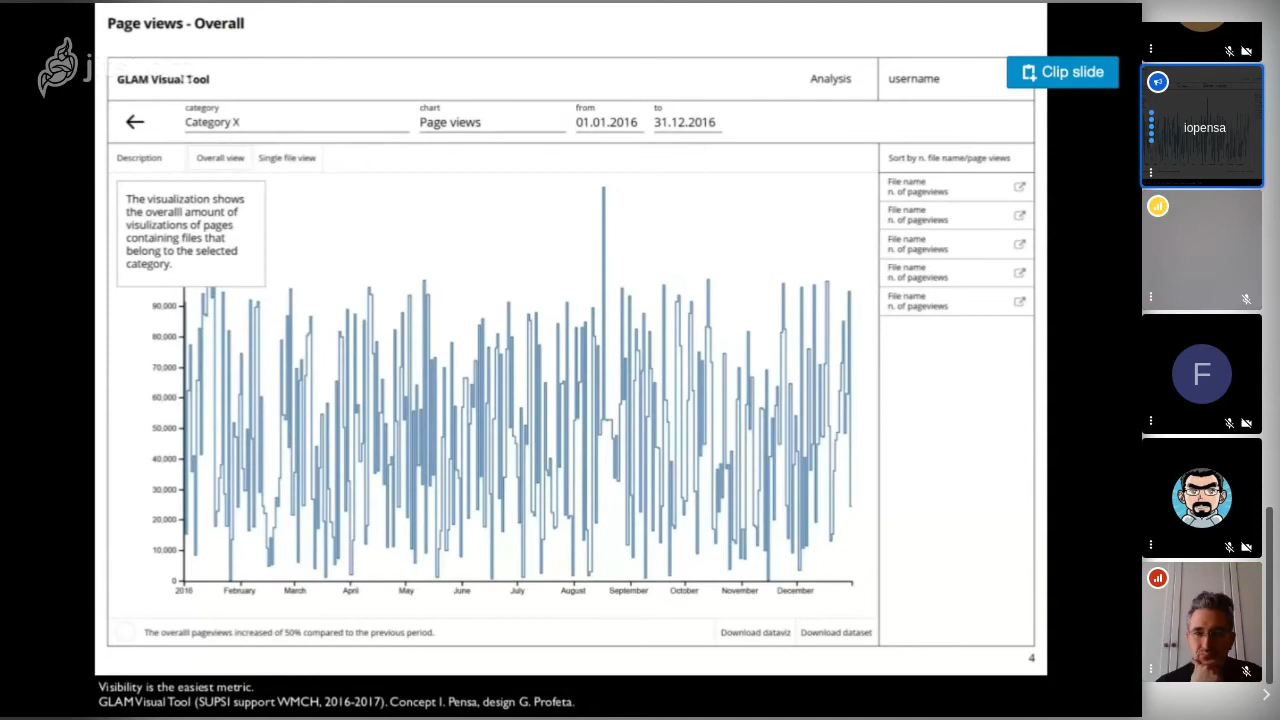 Page views - Overall
Clip slide
GLAM Visual Tool
Analysis
username
category
Category X
chart
Page views
from
01.01.2016
to
31.12.2016
Description
Overall view
Single file view
Sort by n. file name/page views
The visualization shows
the overalll amount of
visulizations of pages
containing files that
belong to the selected
category.
File name
n. of pageviews
File name
n. of pageviews
File name
n. of pageviews
File name
n. of pageviews
File name
n. of pageviews
90,000
80,000
70,000
60,000
50,000
40,000
30,000
20,000
10,000
0
2016 February March April May June July August September October November December
The overalll pageviews increased of 50% compared to the previous period.
Download dataviz
Download dataset
4
Visibility is the easiest metric.
GLAM Visual Tool (SUPSI support WMCH, 2016-2017). Concept I. Pensa, design G. Profeta.
iopensa
F